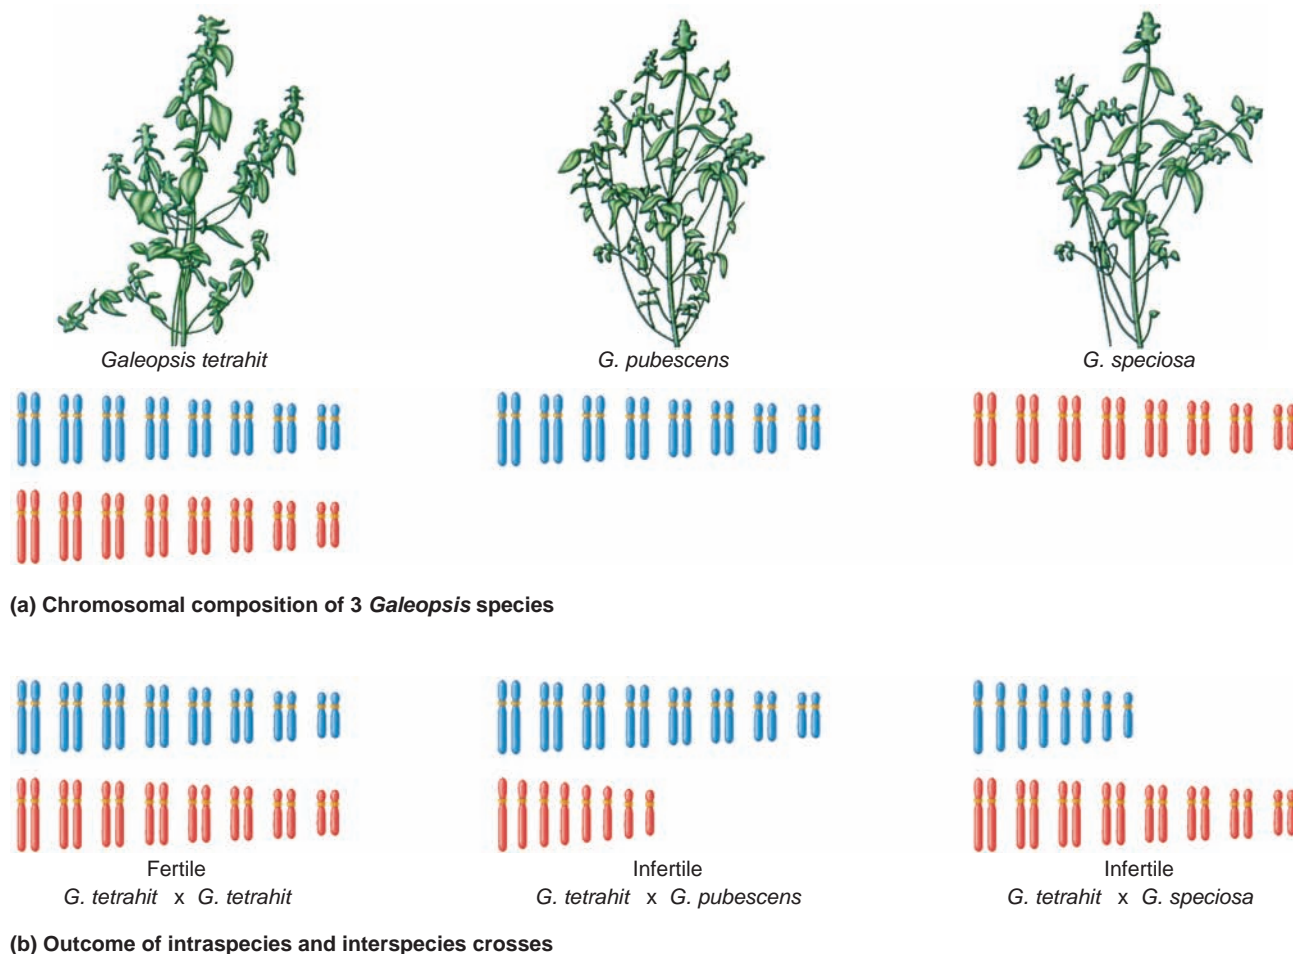 Galeopsis tetrahit
G. pubescens
G. speciosa
(a) Chromosomal composition of 3 Galeopsis species
Fertile
G. tetrahit x G. tetrahit
Infertile
G. tetrahit x G. pubescens
Infertile
G. tetrahit x G. speciosa
(b) Outcome of intraspecies and interspecies crosses